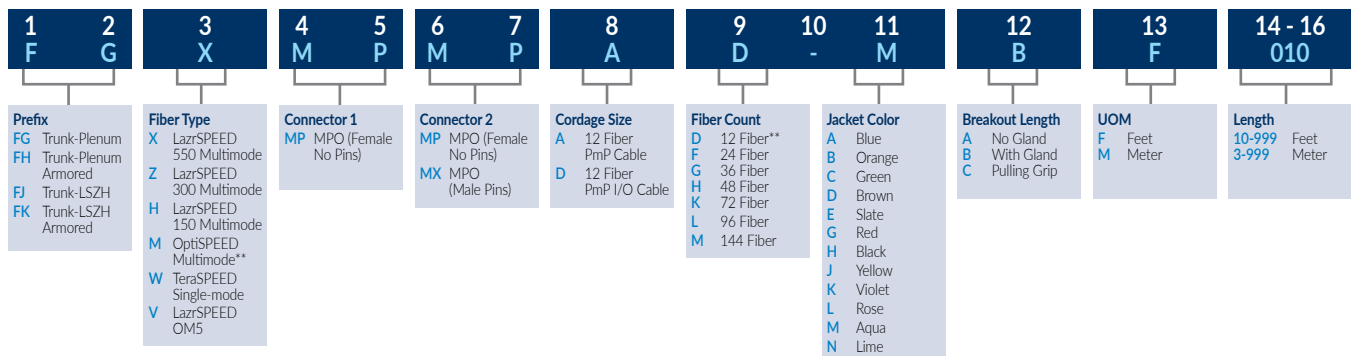 1 2 3 4 5 6 7 8 9 10 11 12 13 14 - 16
F G X M P M P A D - M B F 010
Prefix
FG Trunk-Plenum
FH Trunk-Plenum
Armored
FJ Trunk-LSZH
FK Trunk-LSZH
Armored
Fiber Type
X LazrSPEED
550 Multimode
Z LazrSPEED
300 Multimode
H LazrSPEED
150 Multimode
M OptiSPEED
Multimode**
W TeraSPEED
Single-mode
V LazrSPEED
OM5
Connector 1
MP MPO (Female
No Pins)
Connector 2
MP MPO (Female
No Pins)
MX MPO
(Male Pins)
Cordage Size
A 12 Fiber
PmP Cable
D 12 Fiber
PmP I/O Cable
Fiber Count
D 12 Fiber**
F 24 Fiber
G 36 Fiber
H 48 Fiber
K 72 Fiber
L 96 Fiber
M 144 Fiber
Jacket Color
A Blue
B Orange
C Green
D Brown
E Slate
G Red
H Black
J Yellow
K Violet
L Rose
M Aqua
N Lime
Breakout Length
A No Gland
B With Gland
C Pulling Grip
UOM
F Feet
M Meter
Length
10-999 Feet
3-999 Meter